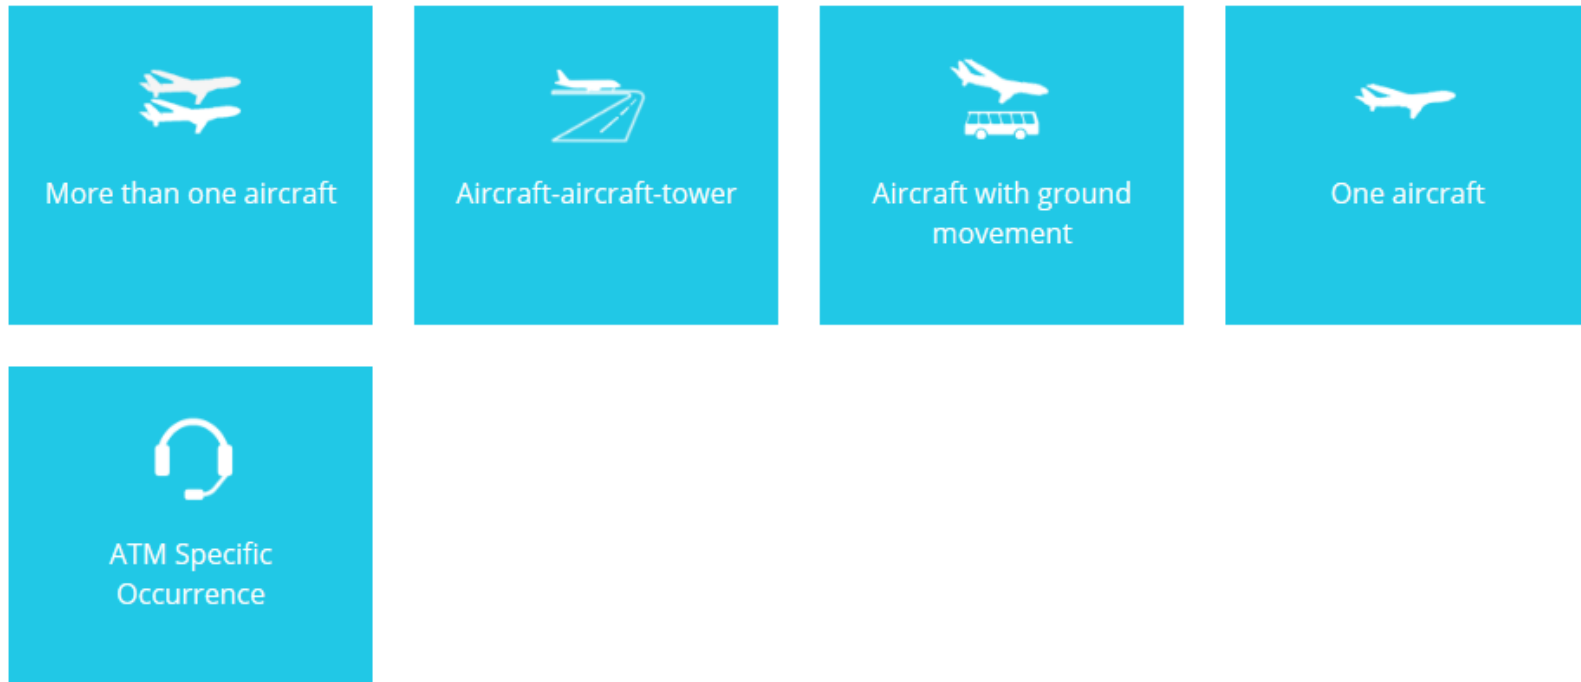 More than one aircraft
Aircraft-aircraft-tower
Aircraft with ground
movement
One aircraft
ATM Specific
Occurrence